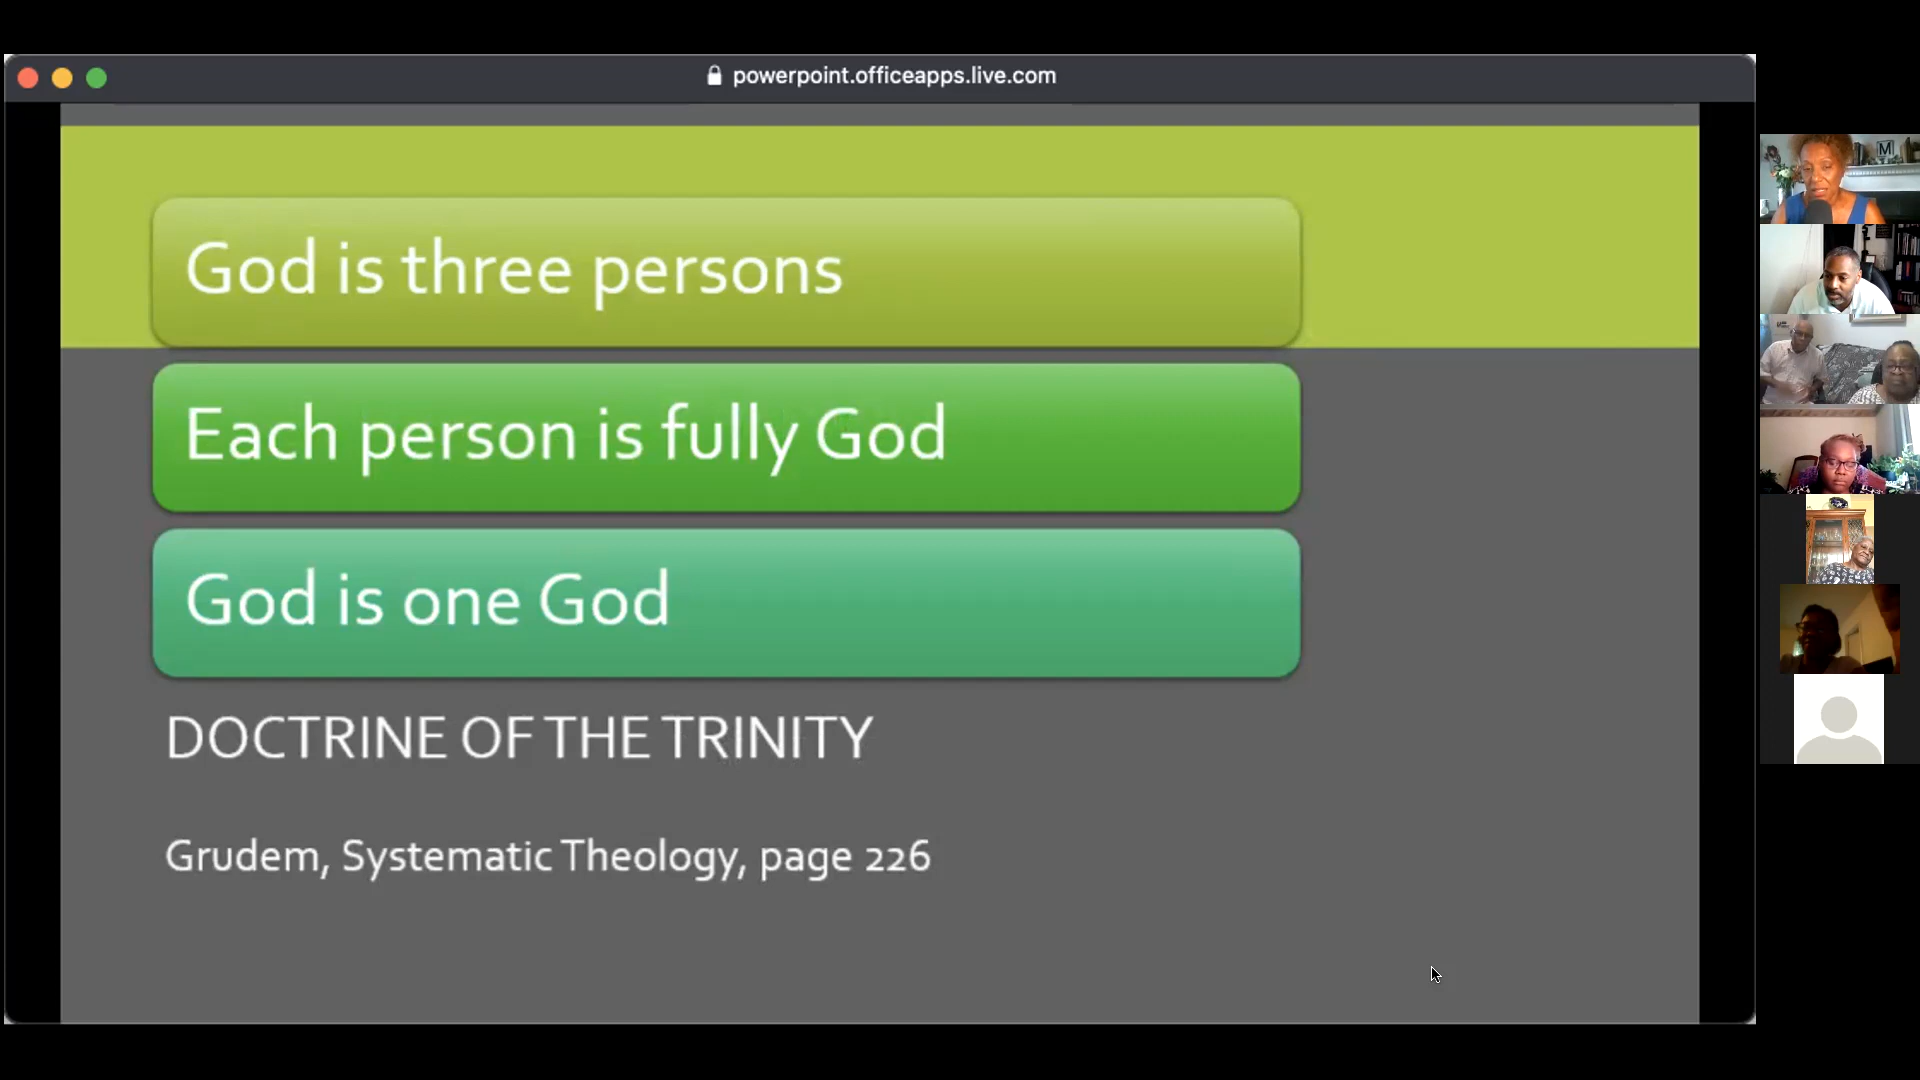 powerpoint.officeapps.live.com
God is three persons
Each person is fully God
God is one God
DOCTRINE OF THE TRINITY
Grudem, Systematic Theology, page 226
M